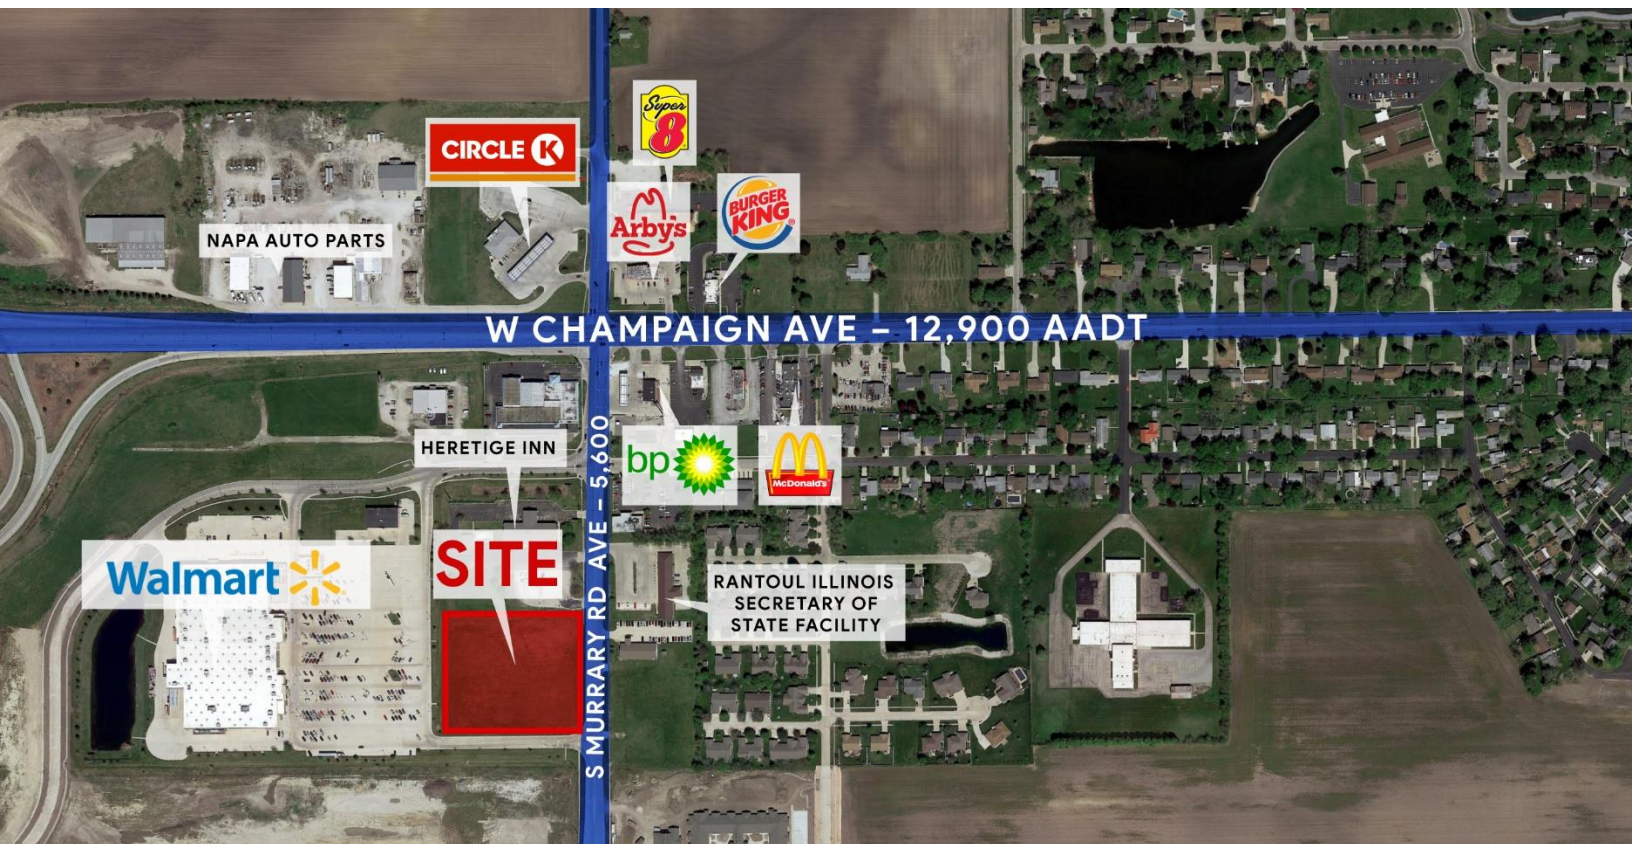 Super
8
CIRCLE K
Arby's
BURGER
KING
NAPA AUTO PARTS
W CHAMPAIGN AVE – 12,900 AADT
HERETIGE INN
bp
McDonald's
S MURRARY RD AVE – 5,600
SITE
Walmart
RANTOUL ILLINOIS
SECRETARY OF
STATE FACILITY